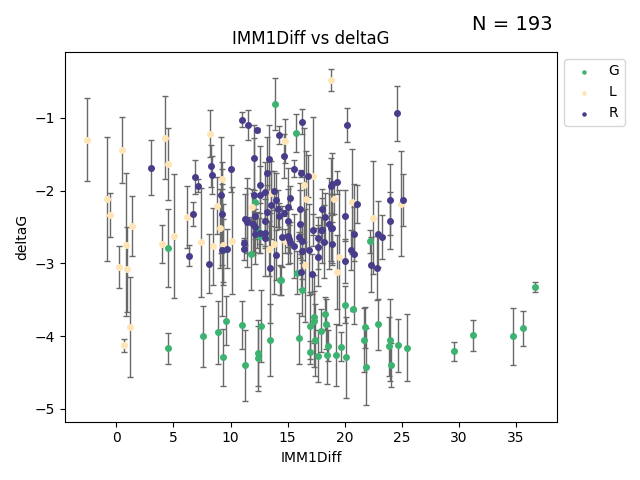 N = 193
IMM1Diff vs deltaG
G
L
R
deltaG
−1
−2
−3
−4
−5
0 5 10 15 20 25 30 35
IMM1Diff